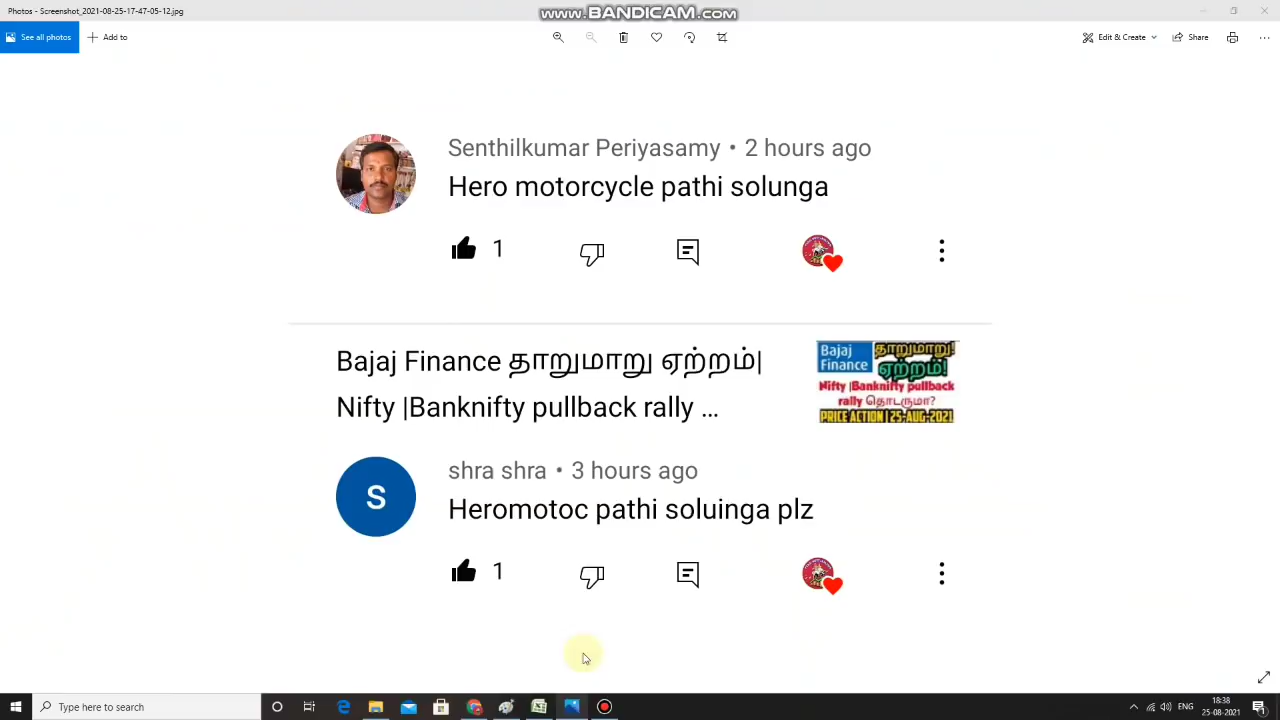 Photos - Screenshot_2021-08-25-17-47-05-12.jpg
www.BANDICAM.com
See all photos
Add to
Edit & Create
Share
Senthilkumar Periyasamy • 2 hours ago
Hero motorcycle pathi solunga
1
Bajaj Finance தாறுமாறு ஏற்றம்|
Nifty |Banknifty pullback rally ...
Bajaj Finance தாறுமாறு!
ஏற்றம்!
Nifty |Banknifty pullback
rally தொடருமா?
PRICE ACTION | 25-AUG-2021!
shra shra • 3 hours ago
S
Heromotoc pathi soluinga plz
1
Type here to search
ENG
18:38
25-08-2021